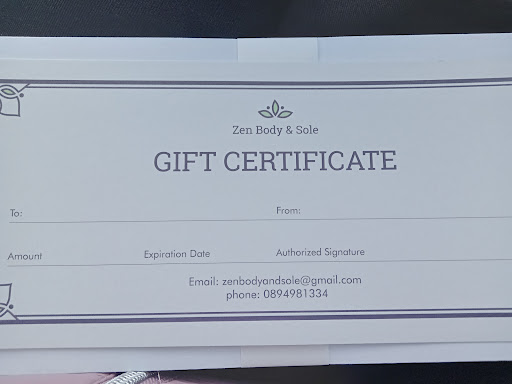 Zen Body & Sole
GIFT CERTIFICATE
To: From:
Amount Expiration Date Authorized Signature
Email: zenbodyandsole@gmail.com
phone: 0894981334